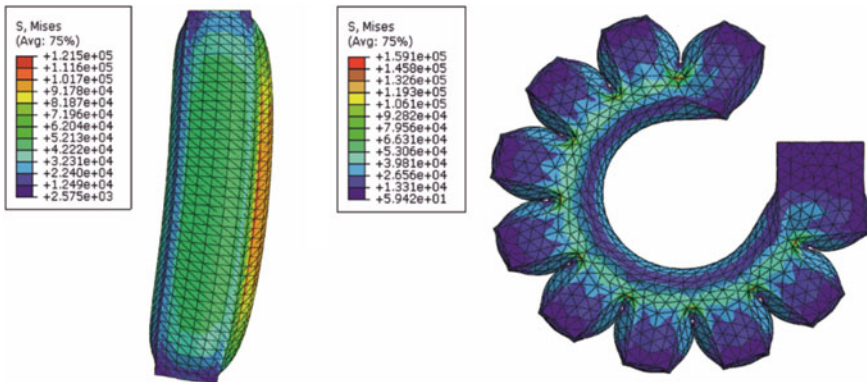 S, Mises
(Avg: 75%)
+1.215e+05
+1.116e+05
+1.017e+05
+9.178e+04
+8.187e+04
+7.196e+04
+6.204e+04
+5.213e+04
+4.222e+04
+3.231e+04
+2.240e+04
+1.249e+04
+2.575e+03
S, Mises
(Avg: 75%)
+1.591e+05
+1.458e+05
+1.326e+05
+1.193e+05
+1.061e+05
+9.282e+04
+7.956e+04
+6.631e+04
+5.306e+04
+3.981e+04
+2.656e+04
+1.331e+04
+5.942e+01